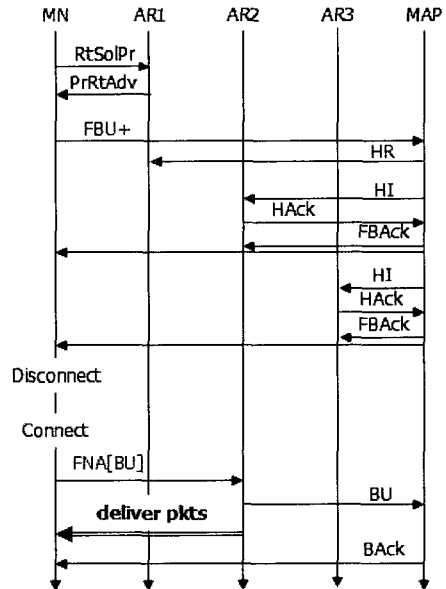 MN AR1 AR2 AR3 MAP
RtSolPr
PrRtAdv
FBU+
HR
HI
HAck
FBAck
HI
HAck
FBAck
Disconnect
Connect
FNA[BU]
BU
deliver pkts
BAck